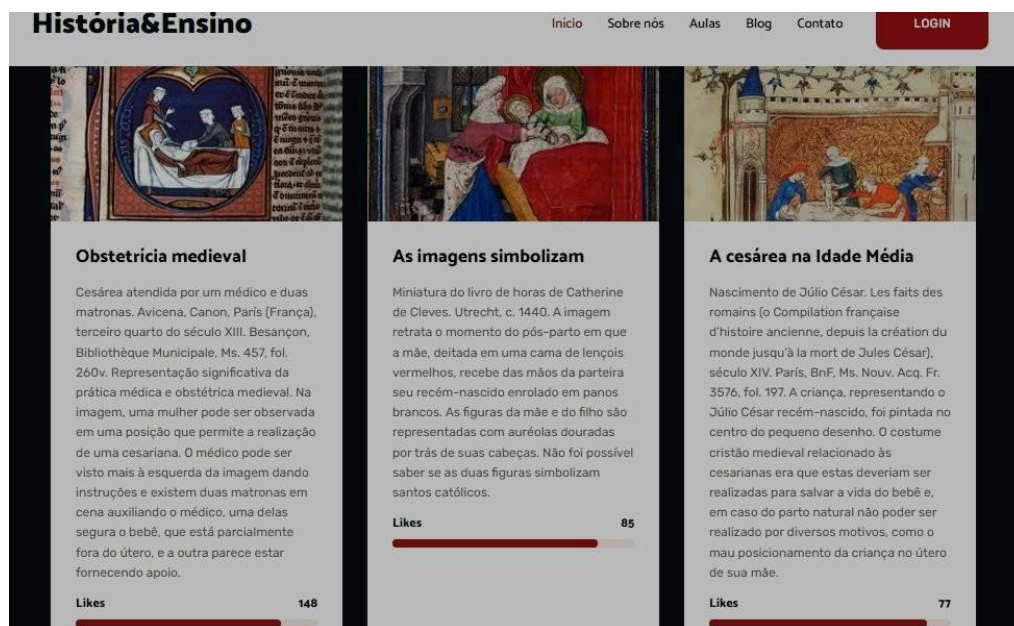 História&Ensino
Início Sobre nós Aulas Blog Contato LOGIN
Obstetrícia medieval
Cesárea atendida por um médico e duas
matronas. Avicena, Canon, París (França),
terceiro quarto do século XIII. Besançon,
Bibliothèque Municipale, Ms. 457, fol.
260v. Representação significativa da
prática médica e obstétrica medieval. Na
imagem, uma mulher pode ser observada
em uma posição que permite a realização
de uma cesariana. O médico pode ser
visto mais à esquerda da imagem dando
instruções e existem duas matronas em
cena auxiliando o médico, uma delas
segura o bebê, que está parcialmente
fora do útero, e a outra parece estar
fornecendo apoio.
Likes 148
As imagens simbolizam
Miniatura do livro de horas de Catherine
de Cleves. Utrecht, c. 1440. A imagem
retrata o momento do pós-parto em que
a mãe, deitada em uma cama de lençois
vermelhos, recebe das mãos da parteira
seu recém-nascido enrolado em panos
brancos. As figuras da mãe e do filho são
representadas com auréolas douradas
por trás de suas cabeças. Não foi possível
saber se as duas figuras simbolizam
santos católicos.
Likes 85
A cesárea na Idade Média
Nascimento de Júlio César. Les faits des
romains (o Compilation française
d'histoire ancienne, depuis la création du
monde jusqu'à la mort de Jules César),
século XIV. París, BnF, Ms. Nouv. Acq. Fr.
3576, fol. 197. A criança, representando o
Júlio César recém-nascido, foi pintada no
centro do pequeno desenho. O costume
cristão medieval relacionado às
cesarianas era que estas deveriam ser
realizadas para salvar a vida do bebê e,
em caso do parto natural não poder ser
realizado por diversos motivos, como o
mau posicionamento da criança no útero
de sua mãe.
Likes 77